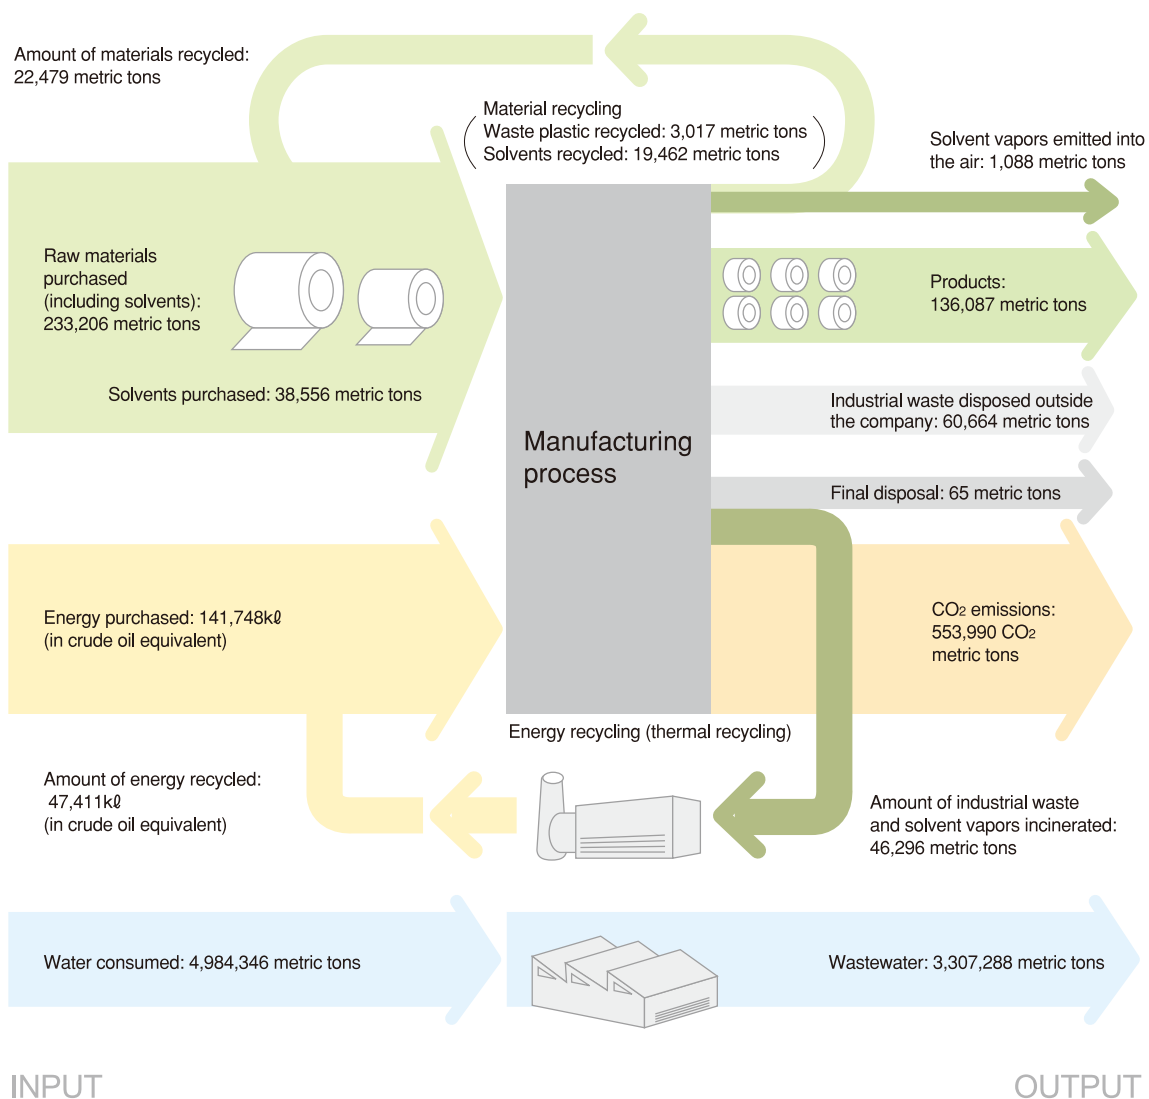 Amount of materials recycled:
22,479 metric tons
Material recycling
Waste plastic recycled: 3,017 metric tons
Solvents recycled: 19,462 metric tons
Solvent vapors emitted into
the air: 1,088 metric tons
Raw materials
purchased
(including solvents):
233,206 metric tons
Solvents purchased: 38,556 metric tons
Products:
136,087 metric tons
Industrial waste disposed outside
the company: 60,664 metric tons
Manufacturing
process
Final disposal: 65 metric tons
Energy purchased: 141,748kℓ
(in crude oil equivalent)
CO2 emissions:
553,990 CO2
metric tons
Energy recycling (thermal recycling)
Amount of energy recycled:
47,411kℓ
(in crude oil equivalent)
Amount of industrial waste
and solvent vapors incinerated:
46,296 metric tons
Water consumed: 4,984,346 metric tons
Wastewater: 3,307,288 metric tons
INPUT
OUTPUT